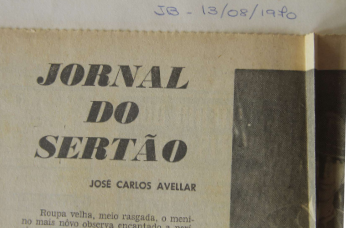 JB - 13/08/1970
JORNAL
DO
SERTÃO
JOSÉ CARLOS AVELLAR
Roupa velha, meio rasgada, o meni-
no mais nôvo observa encantado a